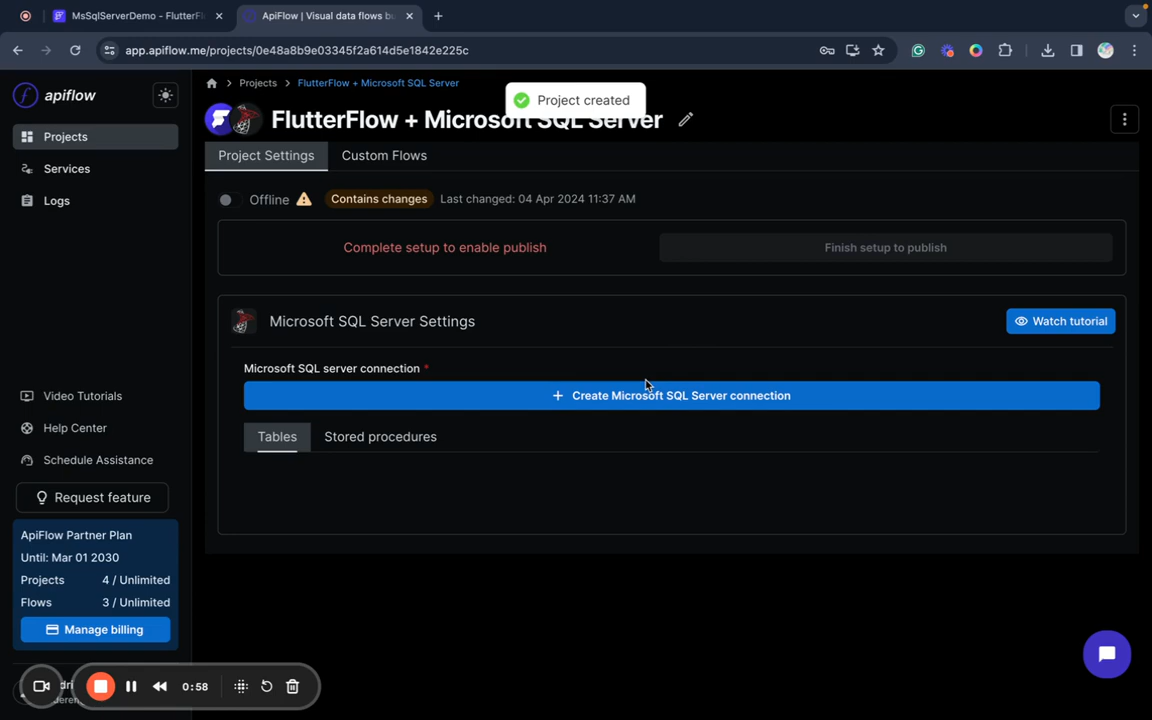 MsSqlServerDemo - FlutterFl
ApiFlow | Visual data flows bu
app.apiflow.me/projects/0e48a8b9e03345f2a614d5e1842e225c
apiflow
Projects
Services
Logs
Video Tutorials
Help Center
Schedule Assistance
Request feature
ApiFlow Partner Plan
Until: Mar 01 2030
Projects 4 / Unlimited
Flows 3 / Unlimited
Manage billing
Projects FlutterFlow + Microsoft SQL Server
Project created
FlutterFlow + Microsoft SQL Server
Project Settings Custom Flows
Offline Contains changes Last changed: 04 Apr 2024 11:37 AM
Complete setup to enable publish Finish setup to publish
Microsoft SQL Server Settings Watch tutorial
Microsoft SQL server connection *
+ Create Microsoft SQL Server connection
Tables Stored procedures
0:58